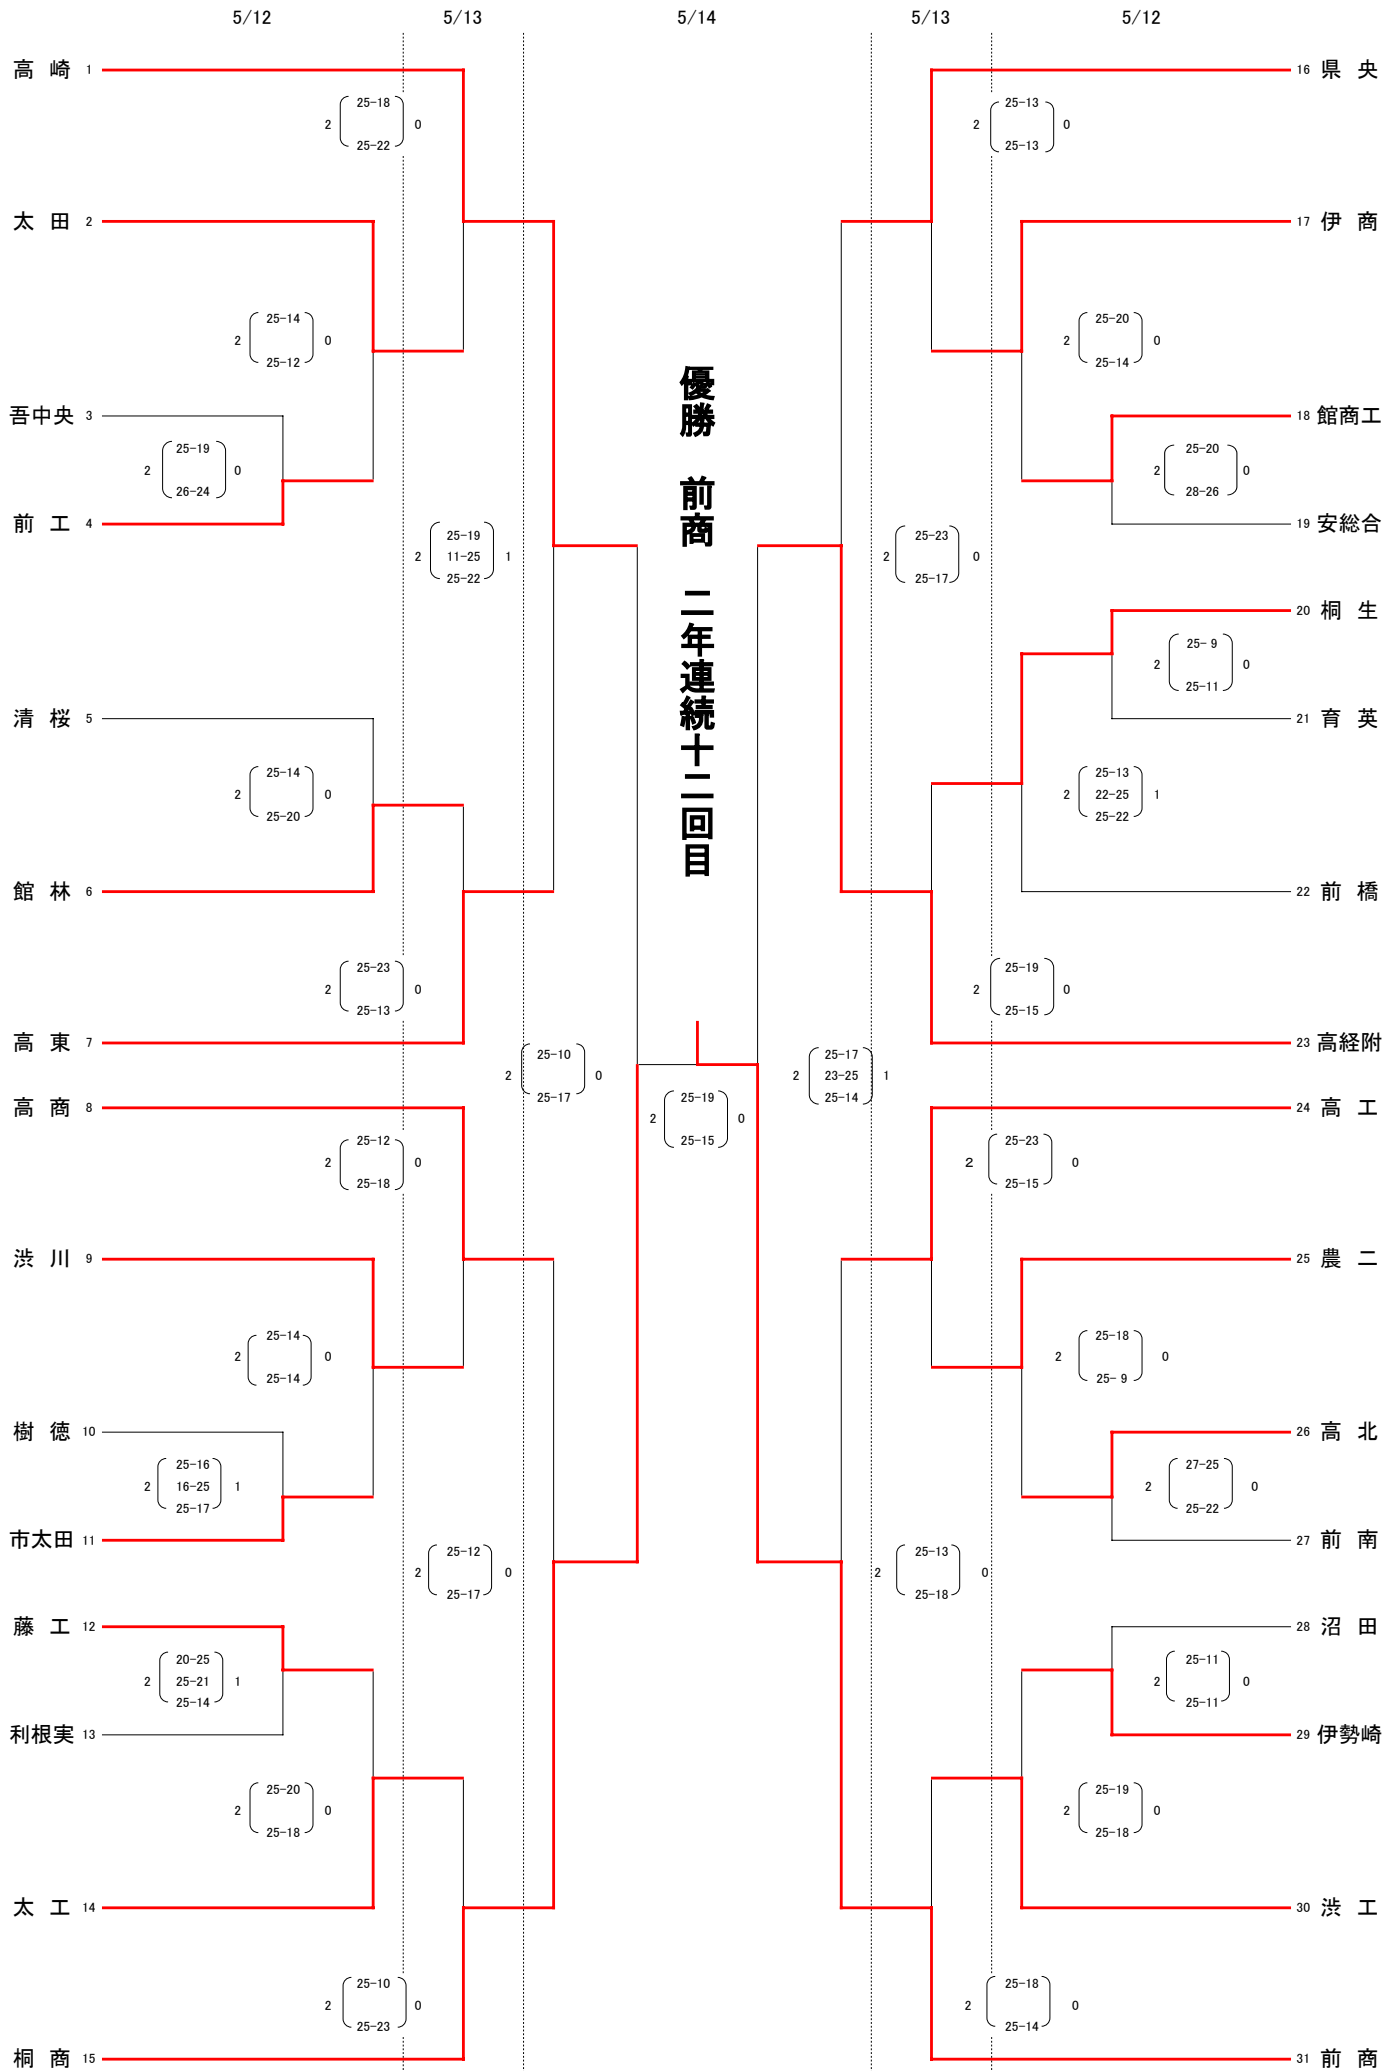 5/12 5/13 5/14 5/13 5/12
高崎 1
25-18
2 0
25-22
太田 2
25-14
2 0
25-12
吾中央 3
25-19
2 0
26-24
前工 4
25-19
2 11-25 1
25-22
清桜 5
25-14
2 0
25-20
館林 6
25-23
2 0
25-13
高東 7
25-10
2 0
25-17
高商 8
25-12
2 0
25-18
渋川 9
25-14
2 0
25-14
樹徳 10
25-16
2 16-25 1
25-17
市太田 11
25-12
2 0
25-17
藤工 12
20-25
2 25-21 1
25-14
利根実 13
25-20
2 0
25-18
太工 14
25-10
2 0
25-23
桐商 15
優勝 前商 二年連続十二回目
25-19
2 0
25-15
16 県央
25-13
2 0
25-13
17 伊商
25-20
2 0
25-14
18 館商工
25-20
2 0
28-26
19 安総合
25-23
2 0
25-17
20 桐生
25- 9
2 0
25-11
21 育英
25-13
2 22-25 1
25-22
22 前橋
25-19
2 0
25-15
23 高経附
25-17
2 23-25 1
25-14
24 高工
25-23
2 0
25-15
25 農二
25-18
2 0
25- 9
26 高北
27-25
2 0
25-22
27 前南
25-13
2 0
25-18
28 沼田
25-11
2 0
25-11
29 伊勢崎
25-19
2 0
25-18
30 渋工
25-18
2 0
25-14
31 前商